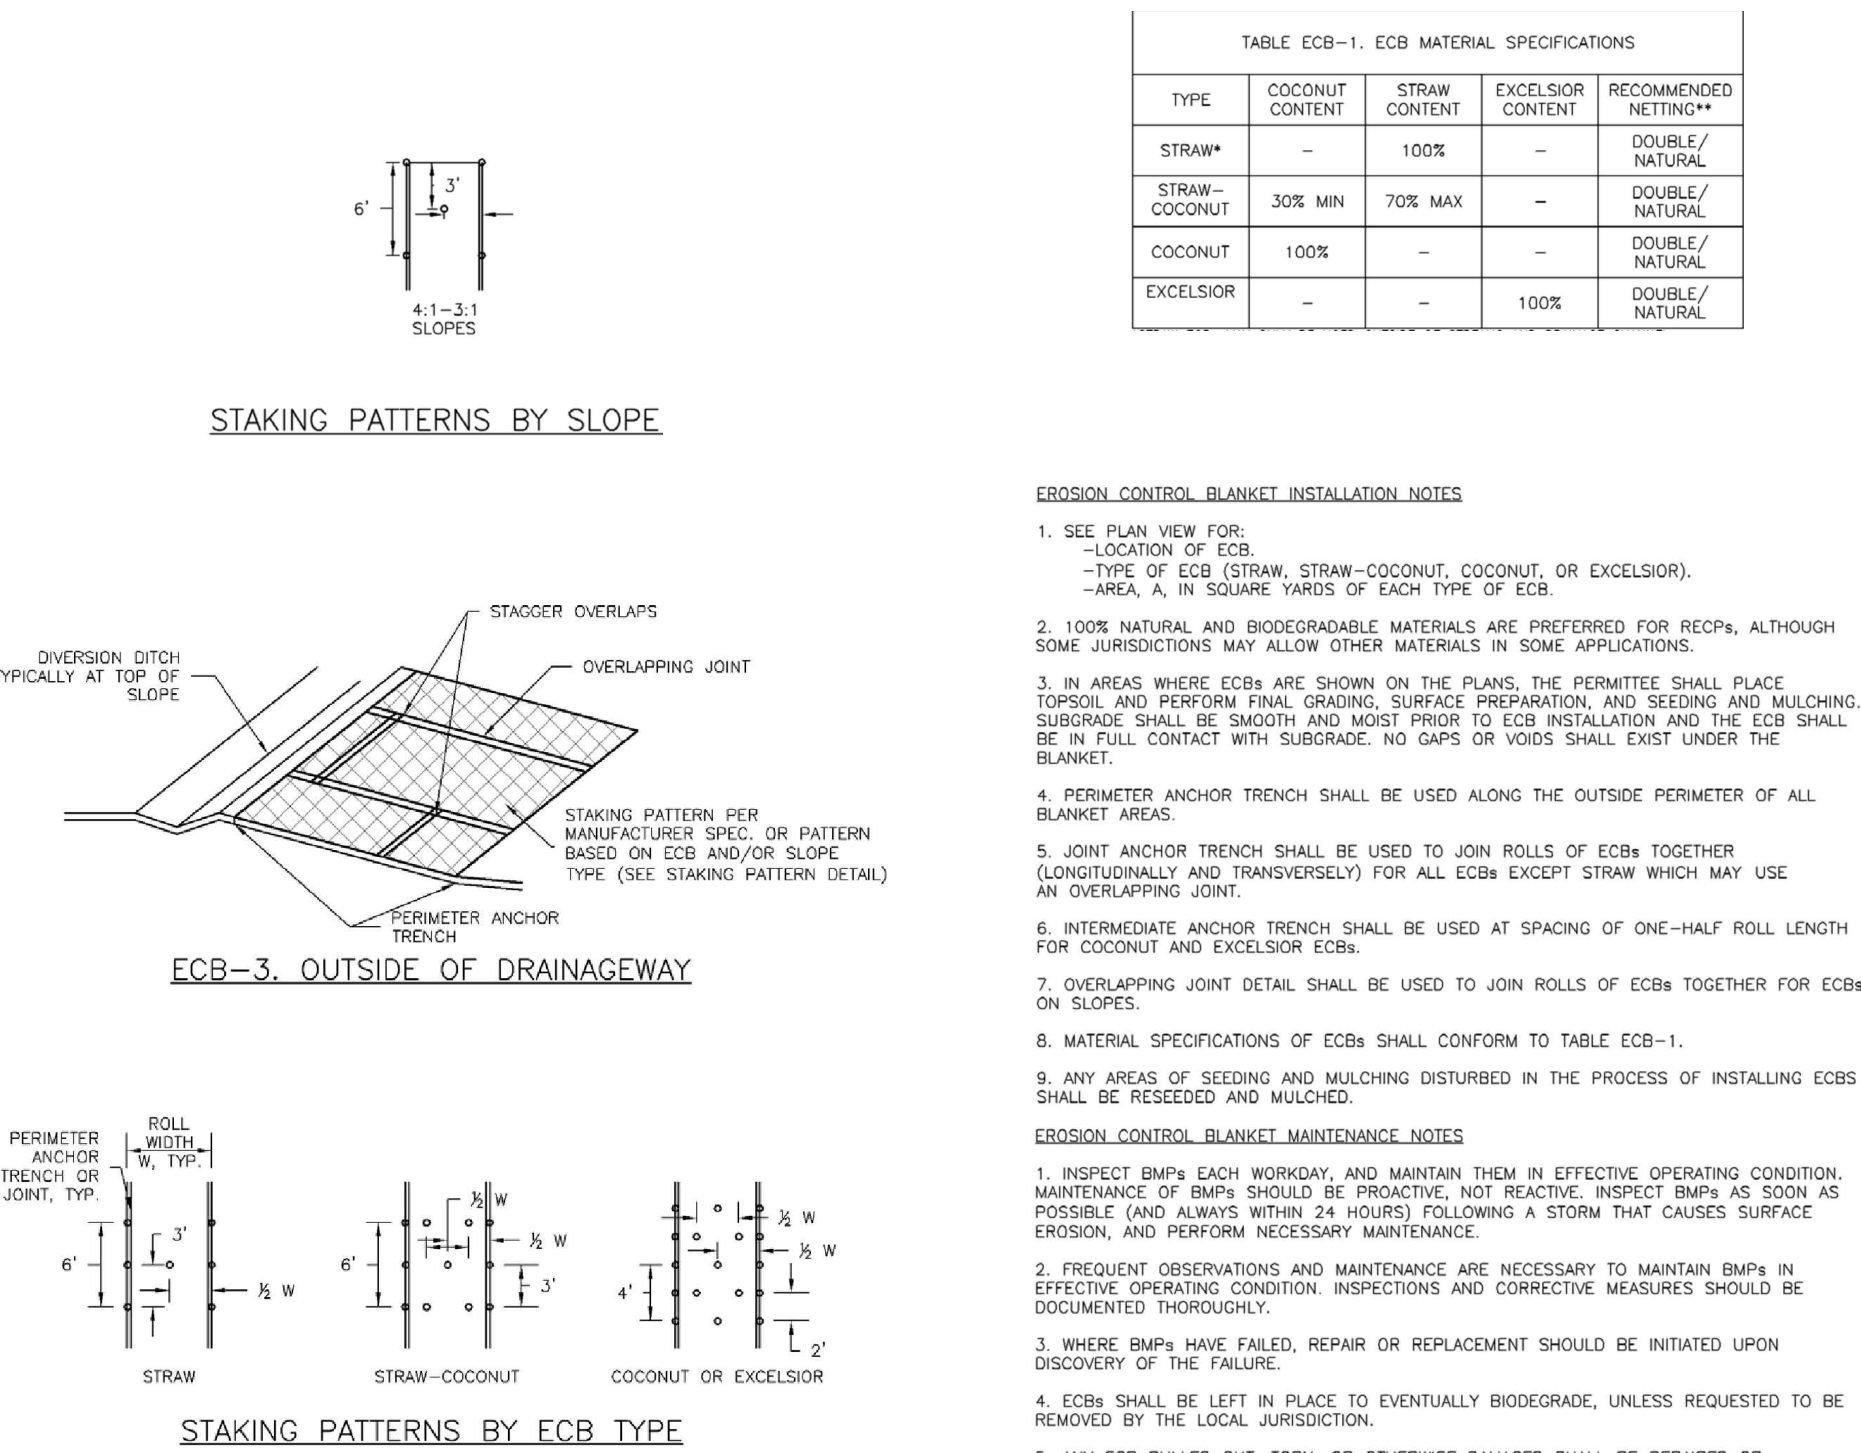 6'
3'
4:1-3:1
SLOPES
STAKING PATTERNS BY SLOPE
STAGGER OVERLAPS
OVERLAPPING JOINT
DIVERSION DITCH
YPICALLY AT TOP OF
SLOPE
STAKING PATTERN PER
MANUFACTURER SPEC. OR PATTERN
BASED ON ECB AND/OR SLOPE
TYPE (SEE STAKING PATTERN DETAIL)
PERIMETER ANCHOR
TRENCH
ECB-3. OUTSIDE OF DRAINAGEWAY
PERIMETER
ANCHOR
TRENCH OR
JOINT, TYP.
ROLL
WIDTH
W, TYP.
6'
3'
½ W
STRAW
½ W
½ W
6'
3'
STRAW-COCONUT
½ W
½ W
4'
2'
COCONUT OR EXCELSIOR
STAKING PATTERNS BY ECB TYPE
TABLE ECB-1. ECB MATERIAL SPECIFICATIONS
TYPE COCONUT CONTENT STRAW CONTENT EXCELSIOR CONTENT RECOMMENDED NETTING**
STRAW* - 100% - DOUBLE/ NATURAL
STRAW- COCONUT 30% MIN 70% MAX - DOUBLE/ NATURAL
COCONUT 100% - - DOUBLE/ NATURAL
EXCELSIOR - - 100% DOUBLE/ NATURAL
EROSION CONTROL BLANKET INSTALLATION NOTES
1. SEE PLAN VIEW FOR:
-LOCATION OF ECB.
-TYPE OF ECB (STRAW, STRAW-COCONUT, COCONUT, OR EXCELSIOR).
-AREA, A, IN SQUARE YARDS OF EACH TYPE OF ECB.
2. 100% NATURAL AND BIODEGRADABLE MATERIALS ARE PREFERRED FOR RECPs, ALTHOUGH
SOME JURISDICTIONS MAY ALLOW OTHER MATERIALS IN SOME APPLICATIONS.
3. IN AREAS WHERE ECBs ARE SHOWN ON THE PLANS, THE PERMITTEE SHALL PLACE
TOPSOIL AND PERFORM FINAL GRADING, SURFACE PREPARATION, AND SEEDING AND MULCHING.
SUBGRADE SHALL BE SMOOTH AND MOIST PRIOR TO ECB INSTALLATION AND THE ECB SHALL
BE IN FULL CONTACT WITH SUBGRADE. NO GAPS OR VOIDS SHALL EXIST UNDER THE
BLANKET.
4. PERIMETER ANCHOR TRENCH SHALL BE USED ALONG THE OUTSIDE PERIMETER OF ALL
BLANKET AREAS.
5. JOINT ANCHOR TRENCH SHALL BE USED TO JOIN ROLLS OF ECBs TOGETHER
(LONGITUDINALLY AND TRANSVERSELY) FOR ALL ECBs EXCEPT STRAW WHICH MAY USE
AN OVERLAPPING JOINT.
6. INTERMEDIATE ANCHOR TRENCH SHALL BE USED AT SPACING OF ONE-HALF ROLL LENGTH
FOR COCONUT AND EXCELSIOR ECBs.
7. OVERLAPPING JOINT DETAIL SHALL BE USED TO JOIN ROLLS OF ECBs TOGETHER FOR ECBs
ON SLOPES.
8. MATERIAL SPECIFICATIONS OF ECBs SHALL CONFORM TO TABLE ECB-1.
9. ANY AREAS OF SEEDING AND MULCHING DISTURBED IN THE PROCESS OF INSTALLING ECBS
SHALL BE RESEEDED AND MULCHED.
EROSION CONTROL BLANKET MAINTENANCE NOTES
1. INSPECT BMPs EACH WORKDAY, AND MAINTAIN THEM IN EFFECTIVE OPERATING CONDITION.
MAINTENANCE OF BMPs SHOULD BE PROACTIVE, NOT REACTIVE. INSPECT BMPs AS SOON AS
POSSIBLE (AND ALWAYS WITHIN 24 HOURS) FOLLOWING A STORM THAT CAUSES SURFACE
EROSION, AND PERFORM NECESSARY MAINTENANCE.
2. FREQUENT OBSERVATIONS AND MAINTENANCE ARE NECESSARY TO MAINTAIN BMPs IN
EFFECTIVE OPERATING CONDITION. INSPECTIONS AND CORRECTIVE MEASURES SHOULD BE
DOCUMENTED THOROUGHLY.
3. WHERE BMPs HAVE FAILED, REPAIR OR REPLACEMENT SHOULD BE INITIATED UPON
DISCOVERY OF THE FAILURE.
4. ECBs SHALL BE LEFT IN PLACE TO EVENTUALLY BIODEGRADE, UNLESS REQUESTED TO BE
REMOVED BY THE LOCAL JURISDICTION.